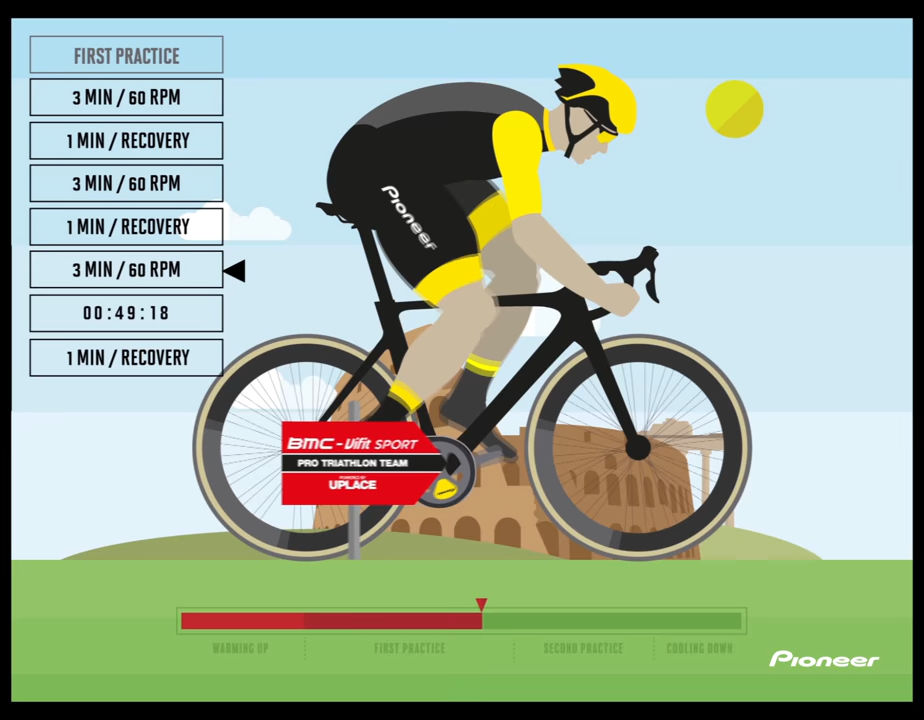 FIRST PRACTICE
3 MIN / 60 RPM
1 MIN / RECOVERY
3 MIN / 60 RPM
1 MIN / RECOVERY
3 MIN / 60 RPM
00:49:18
1 MIN / RECOVERY
Pioneer
BMC - Vifit SPORT
PRO TRIATHLON TEAM
POWERED BY
UPLACE
WARMING UP
FIRST PRACTICE
SECOND PRACTICE
COOLING DOWN
Pioneer